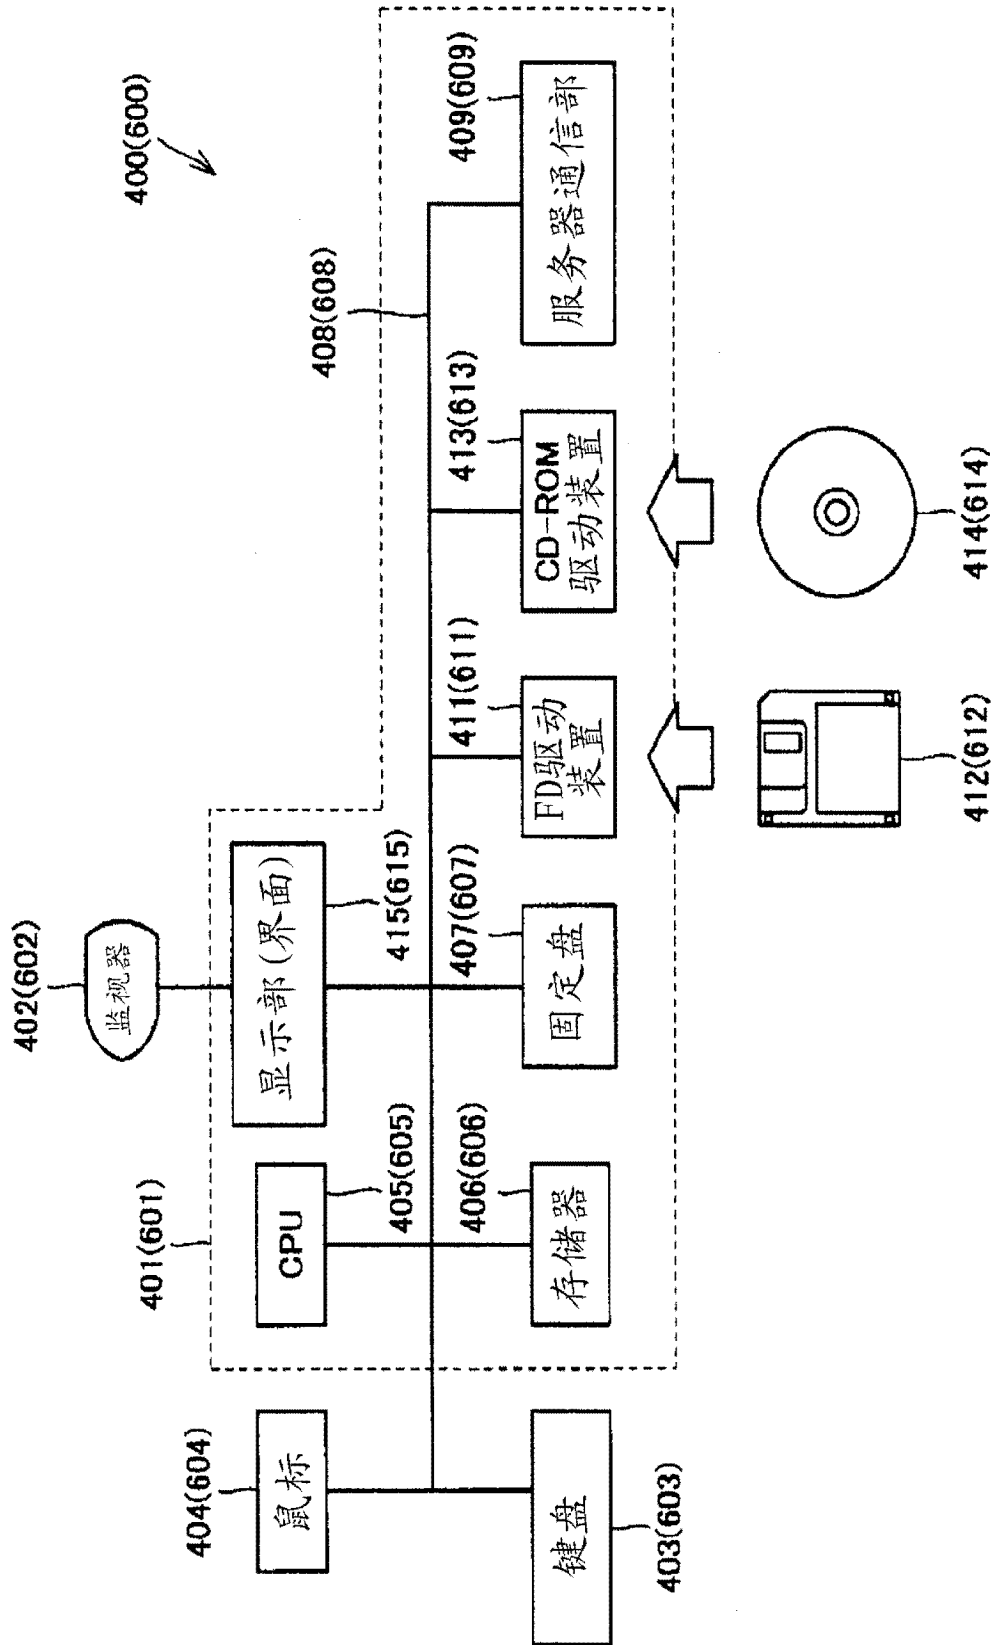 400(600)
402(602)
监视器
401(601)
408(608)
404(604)
鼠标
CPU
405(605)
显示部(界面)
415(615)
键盘
403(603)
存储器
406(606)
固定盘
407(607)
FD驱动
装置
411(611)
CD-ROM
驱动装置
413(613)
服务器通信部
409(609)
412(612)
414(614)